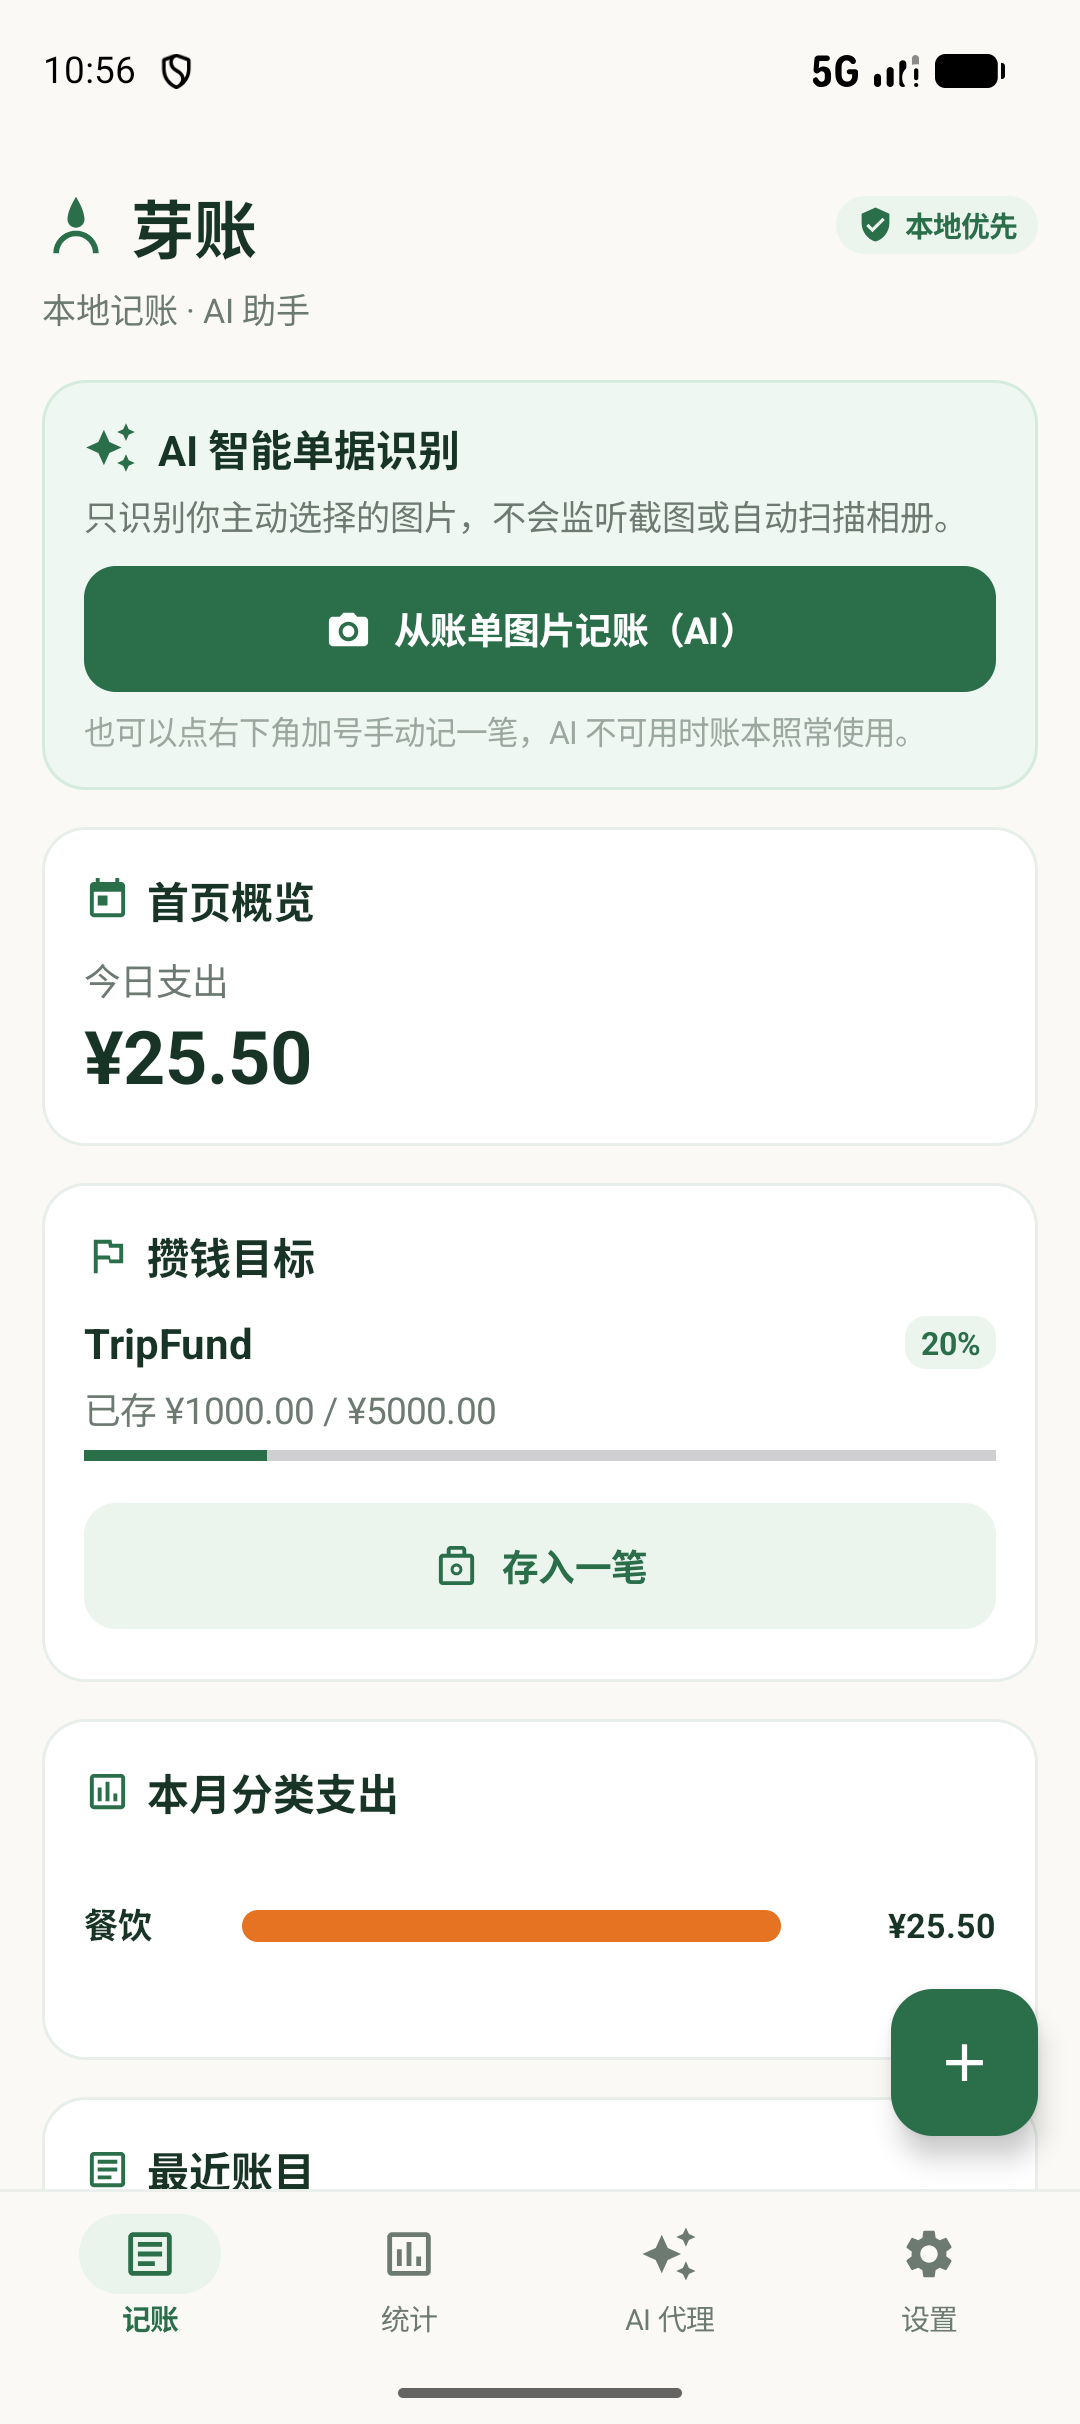 10:56
5G
芽账
本地优先
本地记账 · AI 助手
AI 智能单据识别
只识别你主动选择的图片，不会监听截图或自动扫描相册。
从账单图片记账（AI）
也可以点右下角加号手动记一笔，AI 不可用时账本照常使用。
首页概览
今日支出
¥25.50
攒钱目标
TripFund
20%
已存 ¥1000.00 / ¥5000.00
存入一笔
本月分类支出
餐饮
¥25.50
最近账目
记账
统计
AI 代理
设置